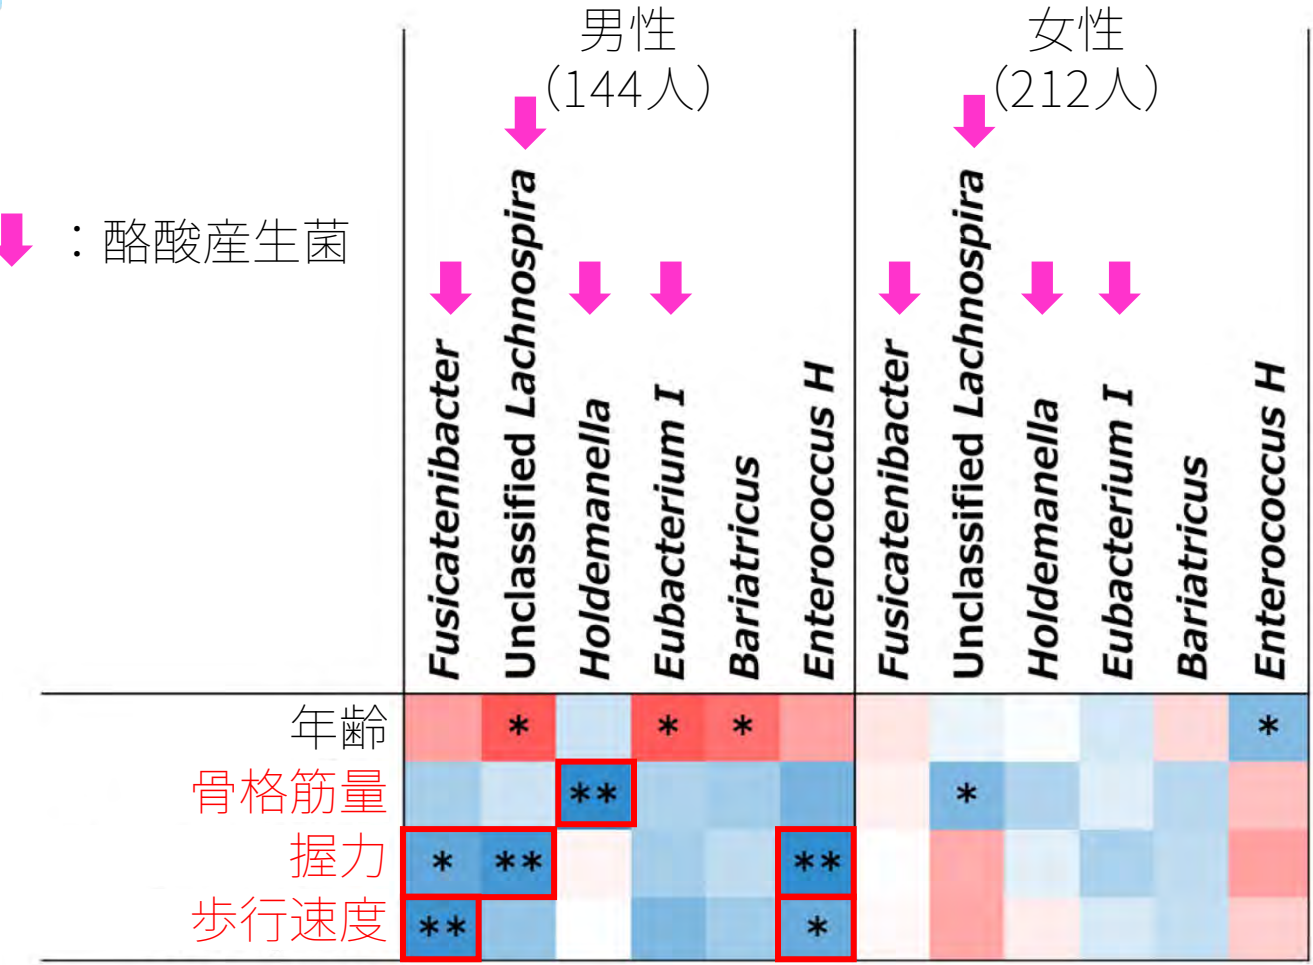 男性
(144人)
女性
(212人)
：酪酸産生菌
Fusicatenibacter
Unclassified Lachnospira
Holdemanella
Eubacterium I
Bariatricus
Enterococcus H
Fusicatenibacter
Unclassified Lachnospira
Holdemanella
Eubacterium I
Bariatricus
Enterococcus H
年齢 * * * *
骨格筋量 ** *
握力 * ** **
歩行速度 ** *